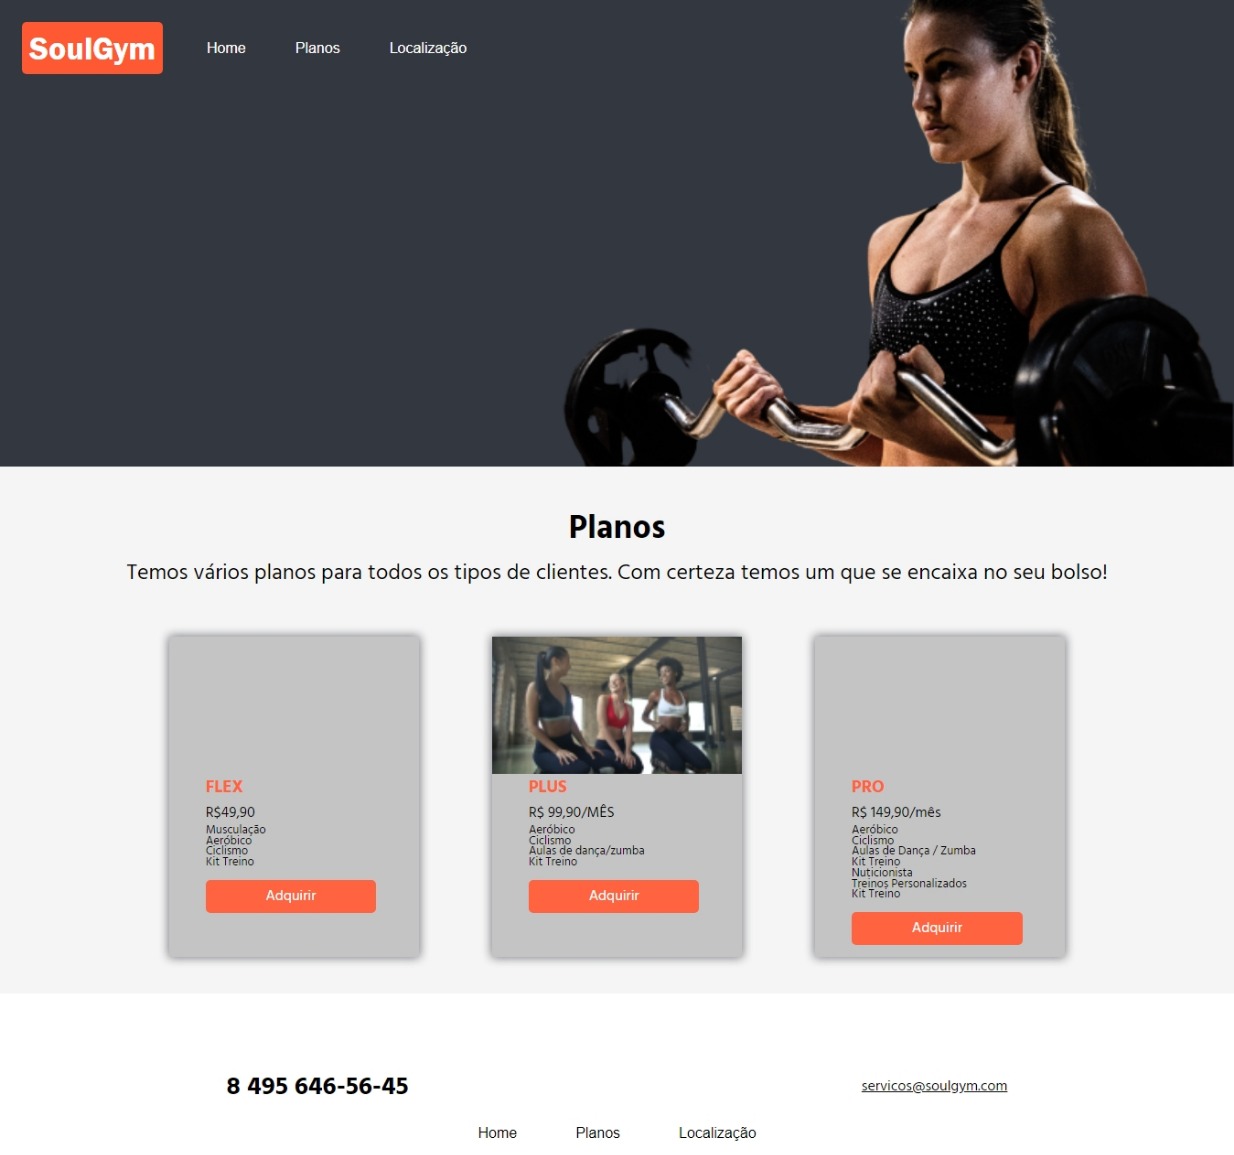 SoulGym
Home
Planos
Localização
Planos
Temos vários planos para todos os tipos de clientes. Com certeza temos um que se encaixa no seu bolso!
FLEX
R$49,90
Musculação
Aeróbico
Ciclismo
Kit Treino
Adquirir
PLUS
R$ 99,90/MÊS
Aeróbico
Ciclismo
Aulas de dança/zumba
Kit Treino
Adquirir
PRO
R$ 149,90/mês
Aeróbico
Ciclismo
Aulas de Dança / Zumba
Kit Treino
Nuticionista
Treinos Personalizados
Kit Treino
Adquirir
8 495 646-56-45
servicos@soulgym.com
Home
Planos
Localização